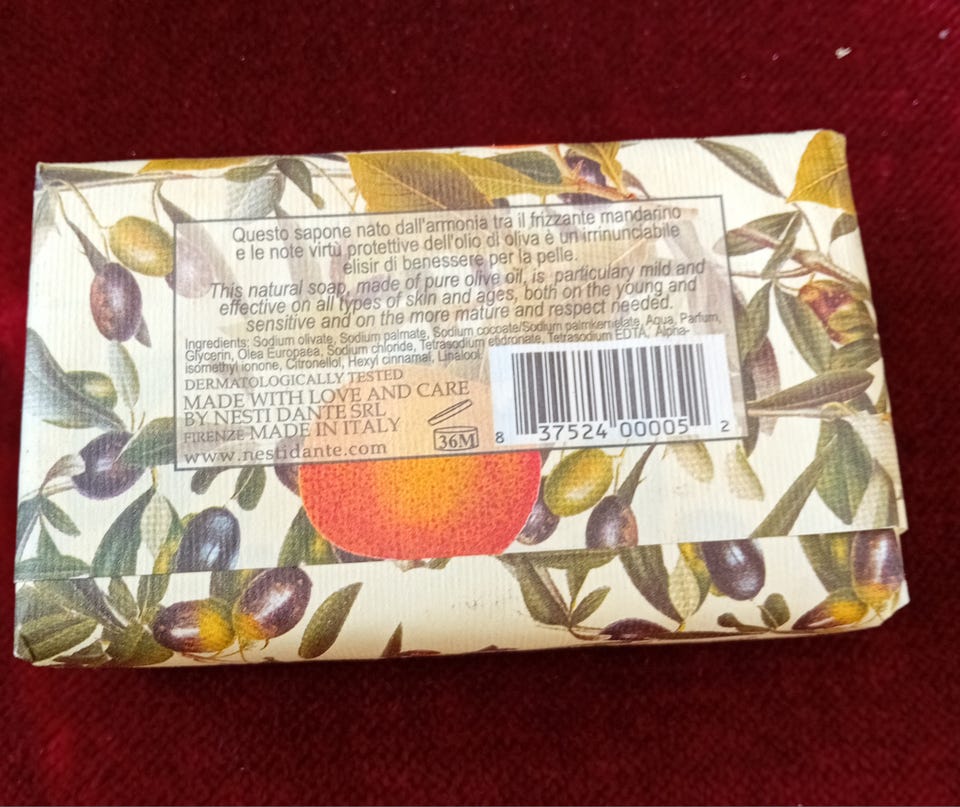 Questo sapone nato dall'armonia tra il frizzante mandarino
e le note virtù protettive dell'olio di oliva è un irrinunciabile
elisir di benessere per la pelle.
This natural soap, made of pure olive oil, is particulary mild and
effective on all types of skin and ages, both on the young and
sensitive and on the more mature and respect needed.
Ingredients: Sodium olivate, Sodium palmate, Sodium cocoate/Sodium palmkernelate, Aqua, Parfum,
Glycerin, Olea Europaea, Sodium chloride, Tetrasodium etidronate, Tetrasodium EDTA, Alpha-
isomethyl ionone, Citronellol, Hexyl cinnamal, Linalool.
DERMATOLOGICALLY TESTED
MADE WITH LOVE AND CARE
BY NESTI DANTE SRL
FIRENZE MADE IN ITALY
www.nestidante.com
36M
8 37524 00005 2